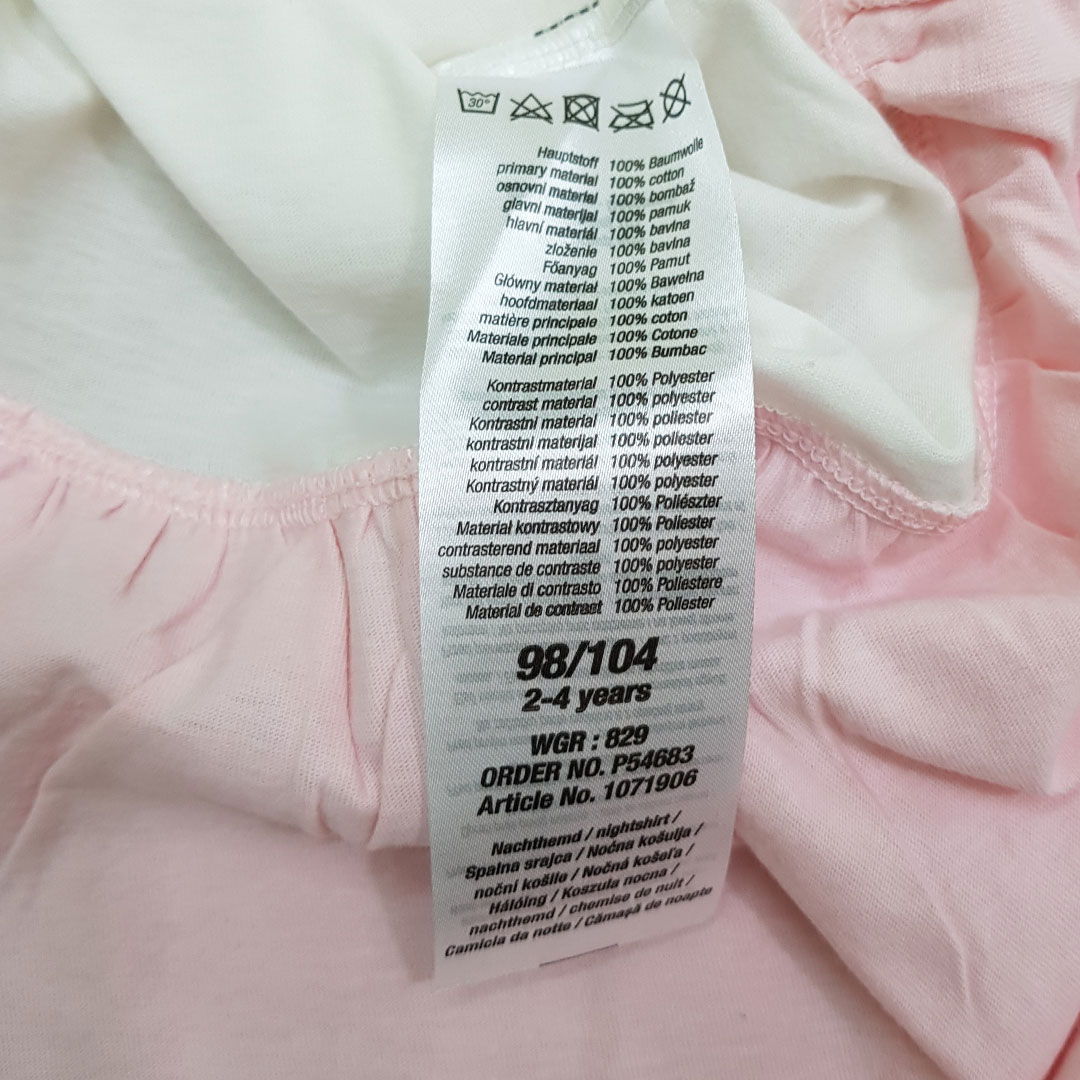 30°
Hauptstoff 100% Baumwolle
primary material 100% cotton
osnovni material 100% bombaž
glavni materijal 100% pamuk
hlavní materiál 100% bavlna
zloženie 100% bavlna
Főanyag 100% Pamut
Główny material 100% Bawełna
hoofdmateriaal 100% katoen
matière principale 100% coton
Materiale principale 100% Cotone
Material principal 100% Bumbac
Kontrastmaterial 100% Polyester
contrast material 100% polyester
Kontrastni material 100% poliester
kontrastni materijal 100% poliester
kontrastní materiál 100% polyester
Kontrastný materiál 100% polyester
Kontrasztanyag 100% Poliészter
Materiał kontrastowy 100% Poliester
contrasterend materiaal 100% polyester
substance de contraste 100% polyester
Materiale di contrasto 100% Poliestere
Material de contrast 100% Poliester
98/104
2-4 years
WGR : 829
ORDER NO. P54683
Article No. 1071906
Nachthemd / nightshirt /
Spalna srajca / Noćna košulja /
noční košile / Nočná košeľa /
Hálóing / Koszula nocna /
nachthemd / chemise de nuit /
Camicia da notte / Cămașă de noapte